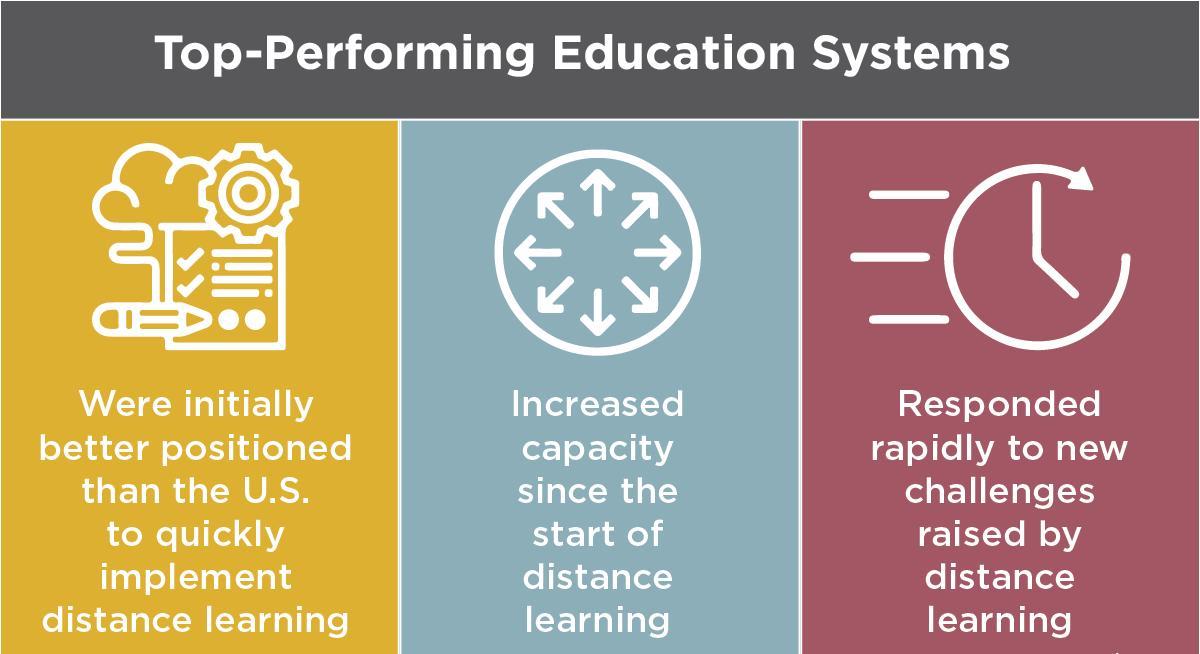 Top-Performing Education Systems
Were initially
better positioned
than the U.S.
to quickly
implement
distance learning
Increased
capacity
since the
start of
distance
learning
Responded
rapidly to new
challenges
raised by
distance
learning